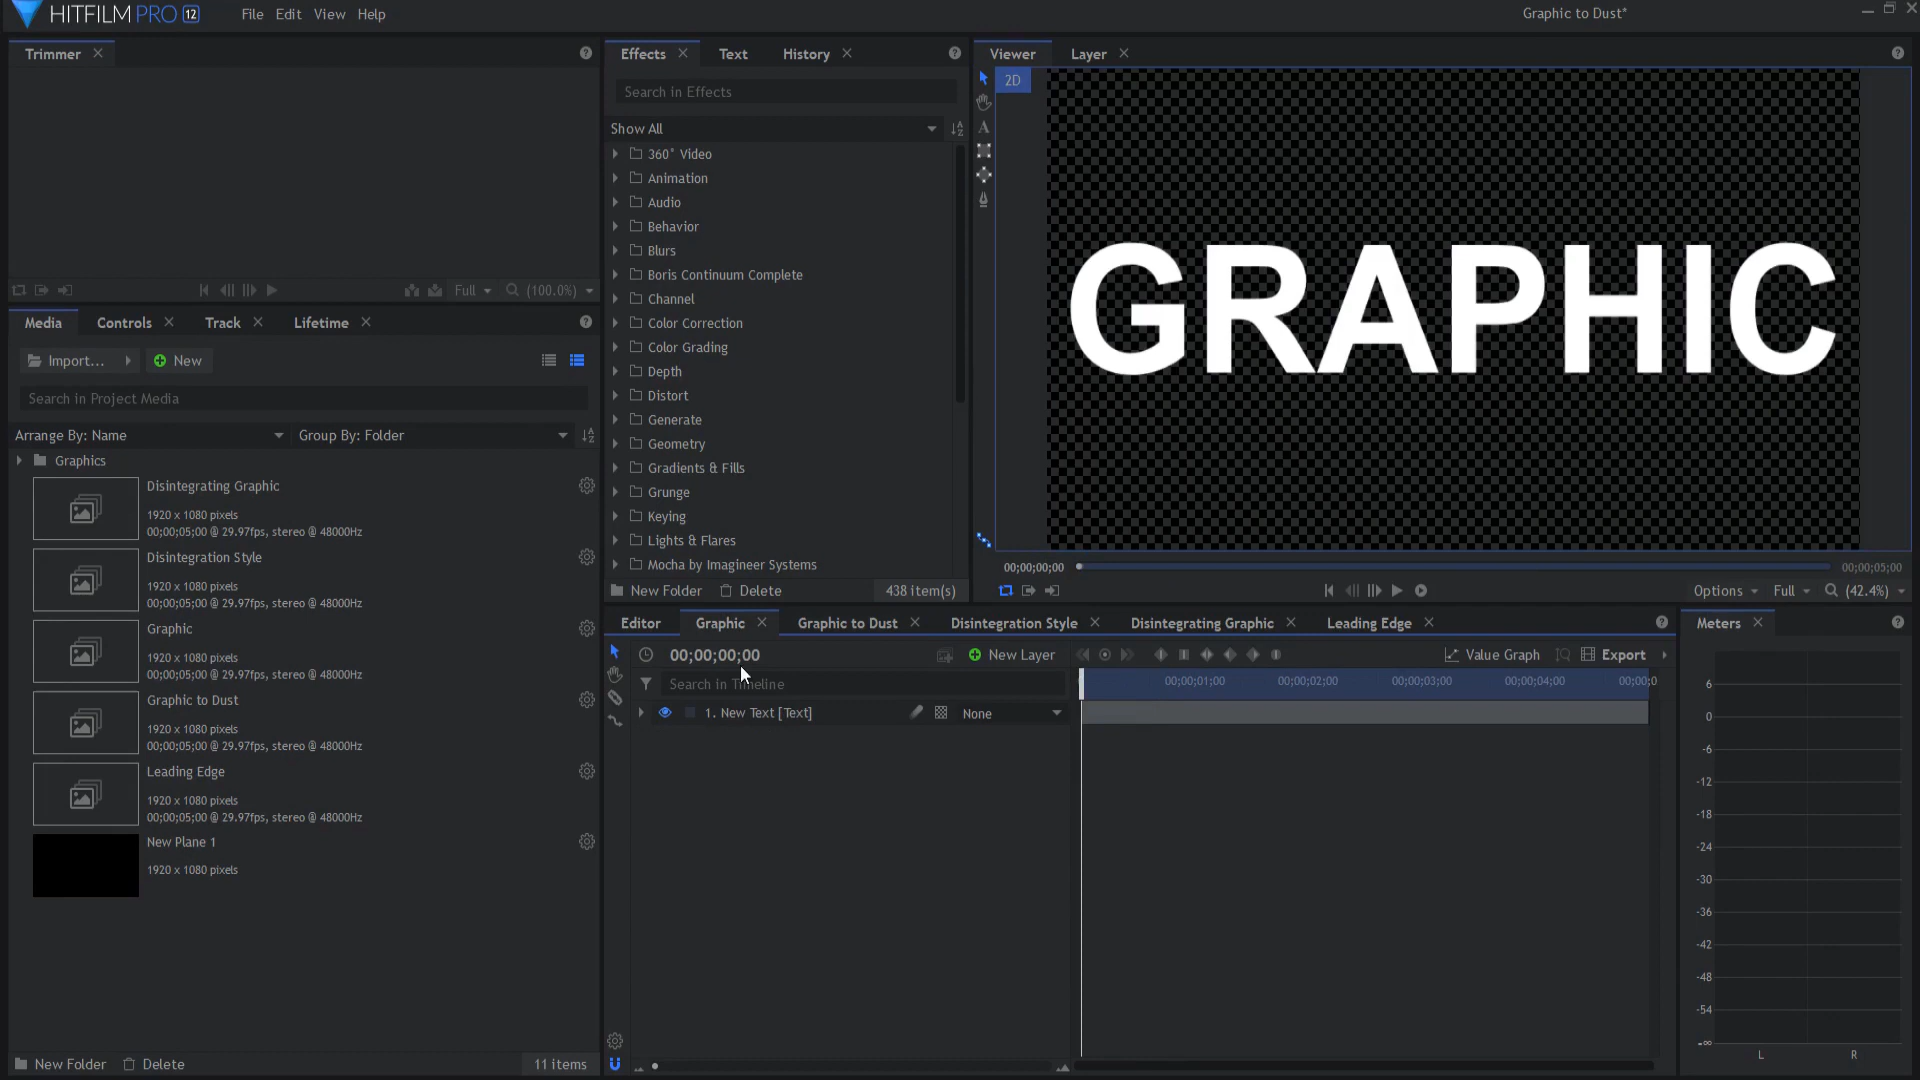 HITFILM PRO 12
File Edit View Help
Graphic to Dust*
Trimmer
Full (100.0%)
Effects Text History
Search in Effects
Show All
360° Video
Animation
Audio
Behavior
Blurs
Boris Continuum Complete
Channel
Color Correction
Color Grading
Depth
Distort
Generate
Geometry
Gradients & Fills
Grunge
Keying
Lights & Flares
Mocha by Imagineer Systems
New Folder Delete 438 item(s)
Viewer Layer
2D
GRAPHIC
00;00;00;00 00;00;05;00
Options Full (42.4%)
Media Controls Track Lifetime
Import... New
Search in Project Media
Arrange By: Name Group By: Folder
Graphics
Disintegrating Graphic
1920 x 1080 pixels
00;00;05;00 @ 29.97fps, stereo @ 48000Hz
Disintegration Style
1920 x 1080 pixels
00;00;05;00 @ 29.97fps, stereo @ 48000Hz
Graphic
1920 x 1080 pixels
00;00;05;00 @ 29.97fps, stereo @ 48000Hz
Graphic to Dust
1920 x 1080 pixels
00;00;05;00 @ 29.97fps, stereo @ 48000Hz
Leading Edge
1920 x 1080 pixels
00;00;05;00 @ 29.97fps, stereo @ 48000Hz
New Plane 1
1920 x 1080 pixels
New Folder Delete 11 items
Editor Graphic Graphic to Dust Disintegration Style Disintegrating Graphic Leading Edge
00;00;00;00 New Layer Value Graph Export
Search in Timeline
00;00;01;00 00;00;02;00 00;00;03;00 00;00;04;00 00;00;0
1. New Text [Text] None
Meters
6
0
-6
-12
-18
-24
-30
-36
-42
-48
-54
-∞
L R